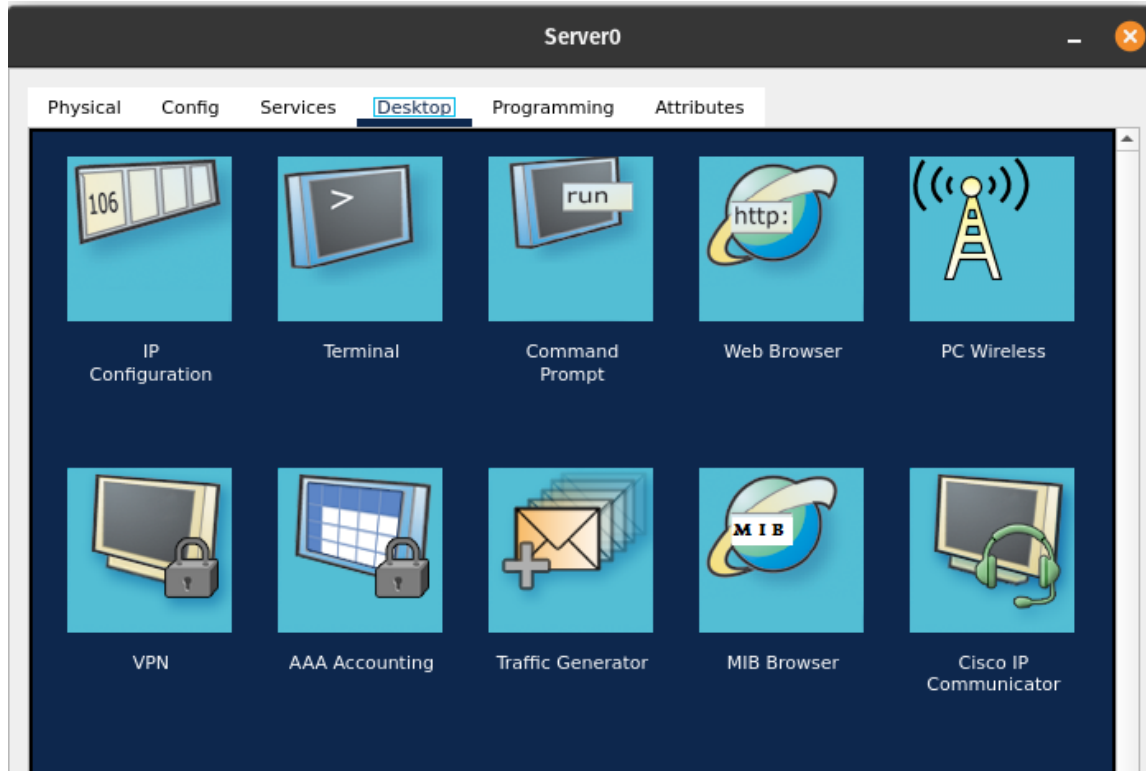 Server0
Physical Config Services Desktop Programming Attributes
106
>
run
http:
IP
Configuration
Terminal
Command
Prompt
Web Browser
PC Wireless
MIB
VPN
AAA Accounting
Traffic Generator
MIB Browser
Cisco IP
Communicator